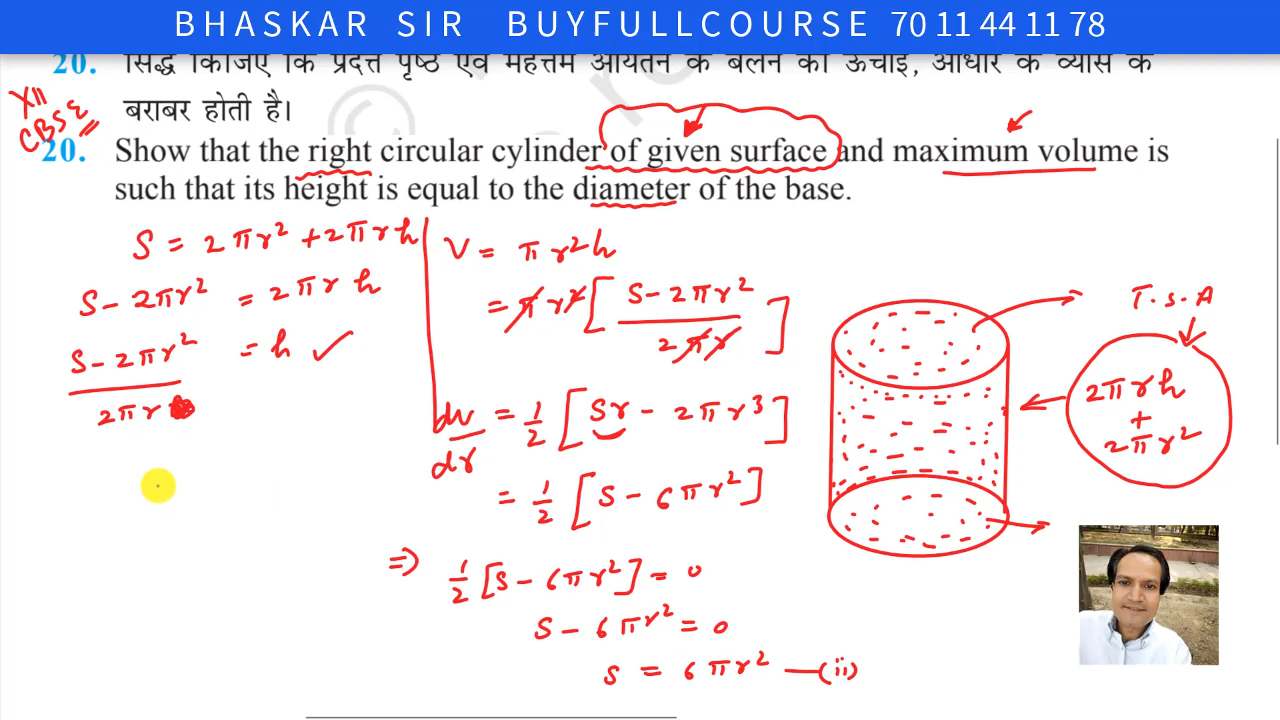 BHASKAR SIR BUYFULLCOURSE 70 11 44 11 78
20. सिद्ध कीजिए कि प्रदत्त पृष्ठ एवं महत्तम आयतन के बेलन की ऊँचाई, आधार के व्यास के
बराबर होती है।
XII
CBSE
20. Show that the right circular cylinder of given surface and maximum volume is
such that its height is equal to the diameter of the base.
S = 2πr² + 2πrh
S - 2πr² = 2πr h
S - 2πr² = h ✓
2πr
V = πr²h
= πr² [ S - 2πr²
2πr ]
dv = 1/2 [ Sr - 2πr³ ]
dr
= 1/2 [ S - 6πr² ]
⇒ 1/2 [S - 6πr²] = 0
S - 6πr² = 0
S = 6πr² —(ii)
T.S.A
2πrh
+
2πr²